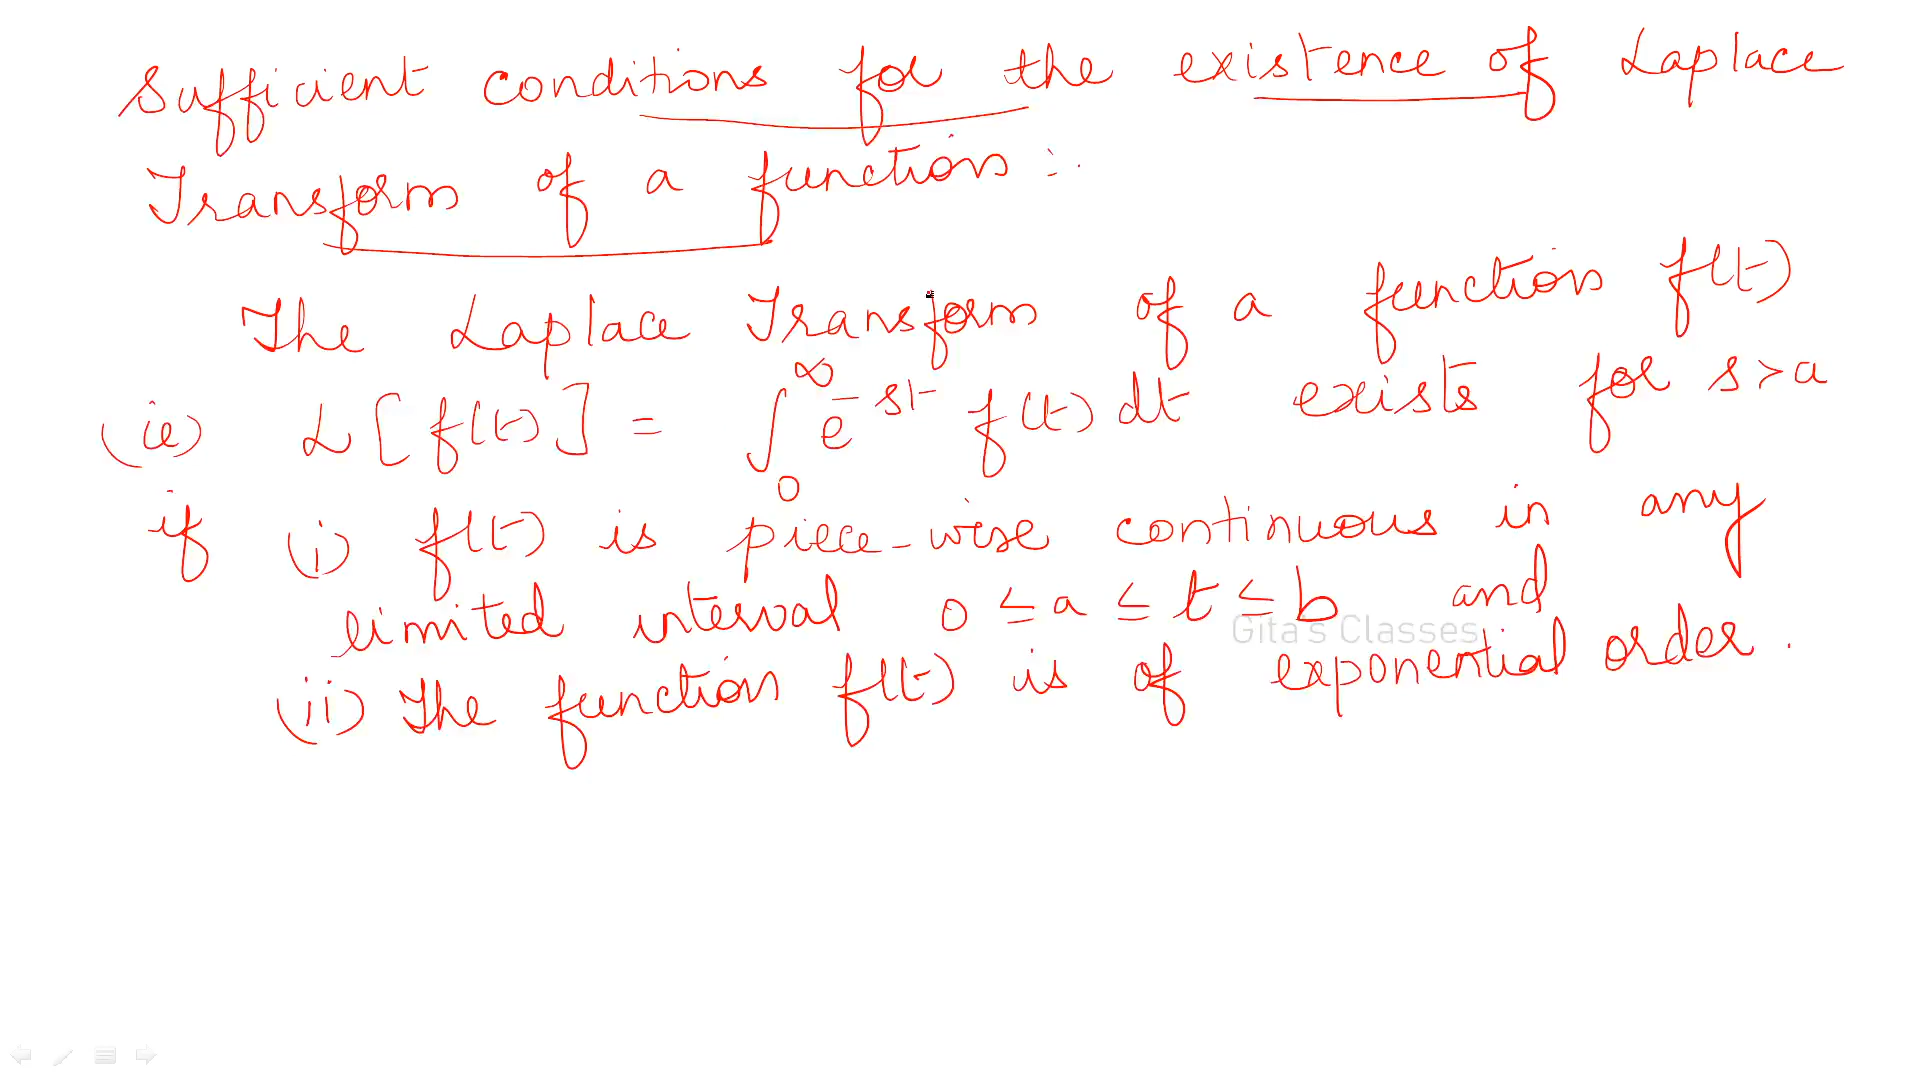 Sufficient conditions for the existence of Laplace
Transform of a function :-
The Laplace Transform of a function f(t)
(ie) L[f(t)] = ∫₀^∞ e^{-st} f(t) dt exists for s > a
if (i) f(t) is piece-wise continuous in any
limited interval 0 ≤ a ≤ t ≤ b and
Gita's Classes
(ii) The function f(t) is of exponential order.